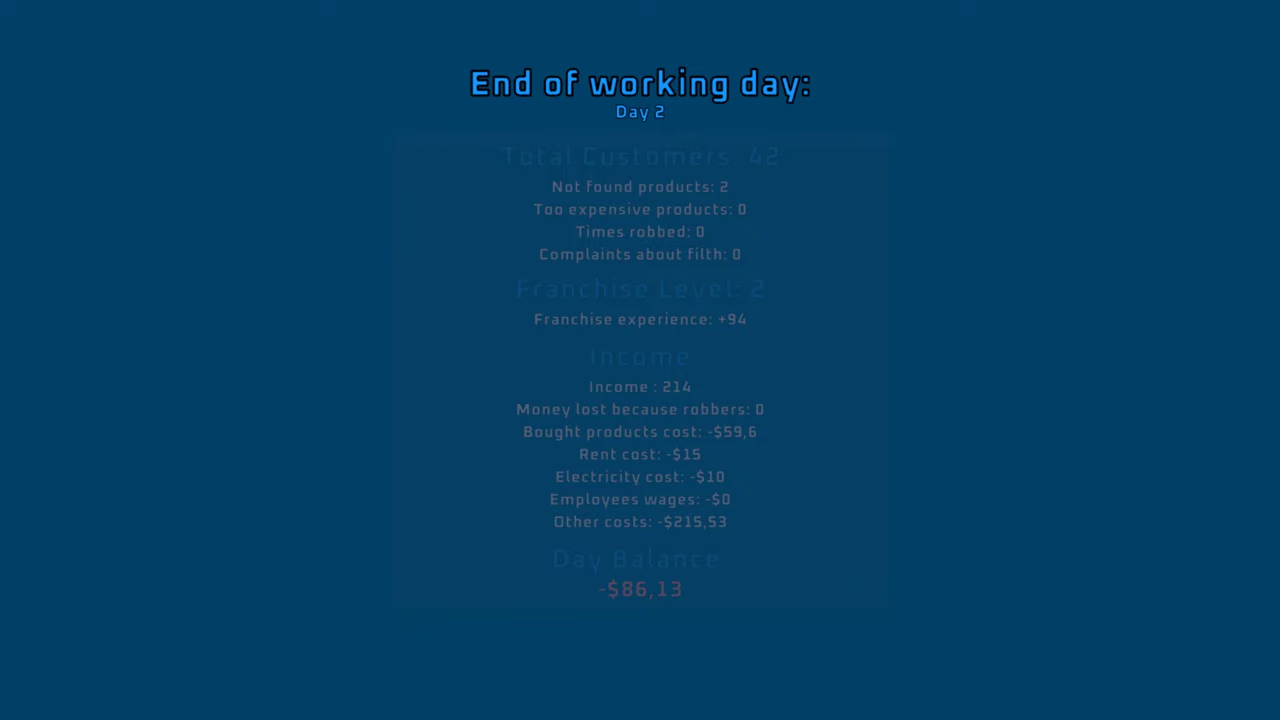 End of working day:
Day 2
Total Customers: 42
Not found products: 2
Too expensive products: 0
Times robbed: 0
Complaints about filth: 0
Franchise Level: 2
Franchise experience: +94
Income
Income : 214
Money lost because robbers: 0
Bought products cost: -$59,6
Rent cost: -$15
Electricity cost: -$10
Employees wages: -$0
Other costs: -$215,53
Day Balance
-$86,13